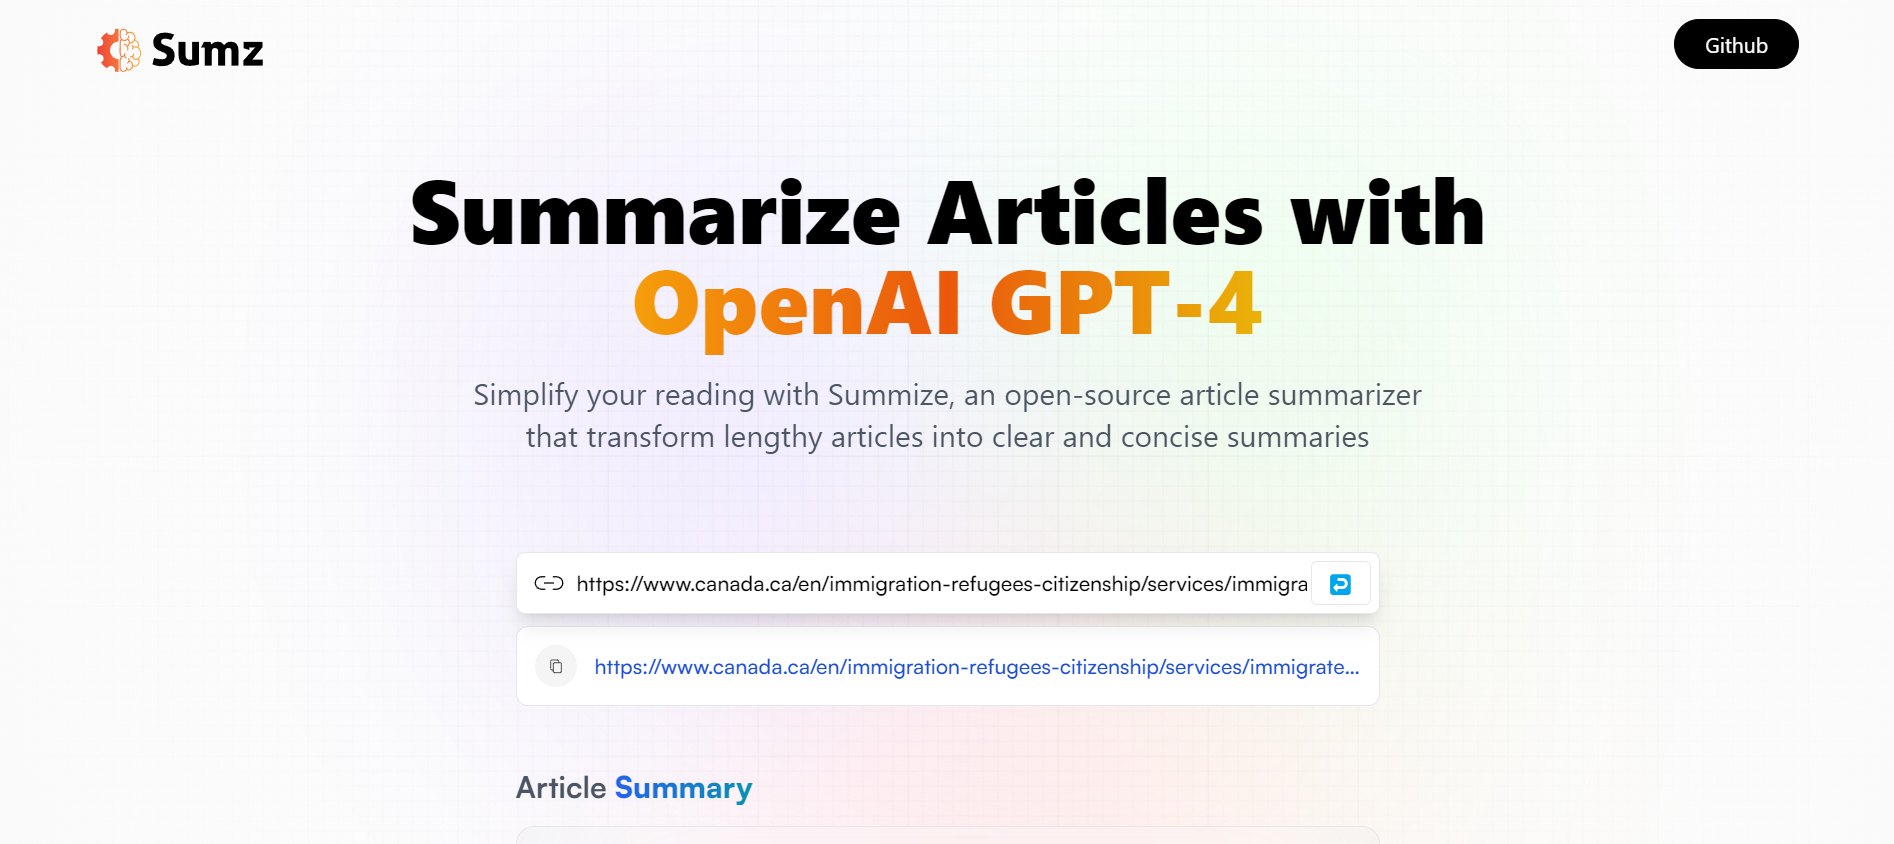 Sumz
Github
Summarize Articles with
OpenAI GPT-4
Simplify your reading with Summize, an open-source article summarizer
that transform lengthy articles into clear and concise summaries
https://www.canada.ca/en/immigration-refugees-citizenship/services/immigra
https://www.canada.ca/en/immigration-refugees-citizenship/services/immigrate...
Article Summary